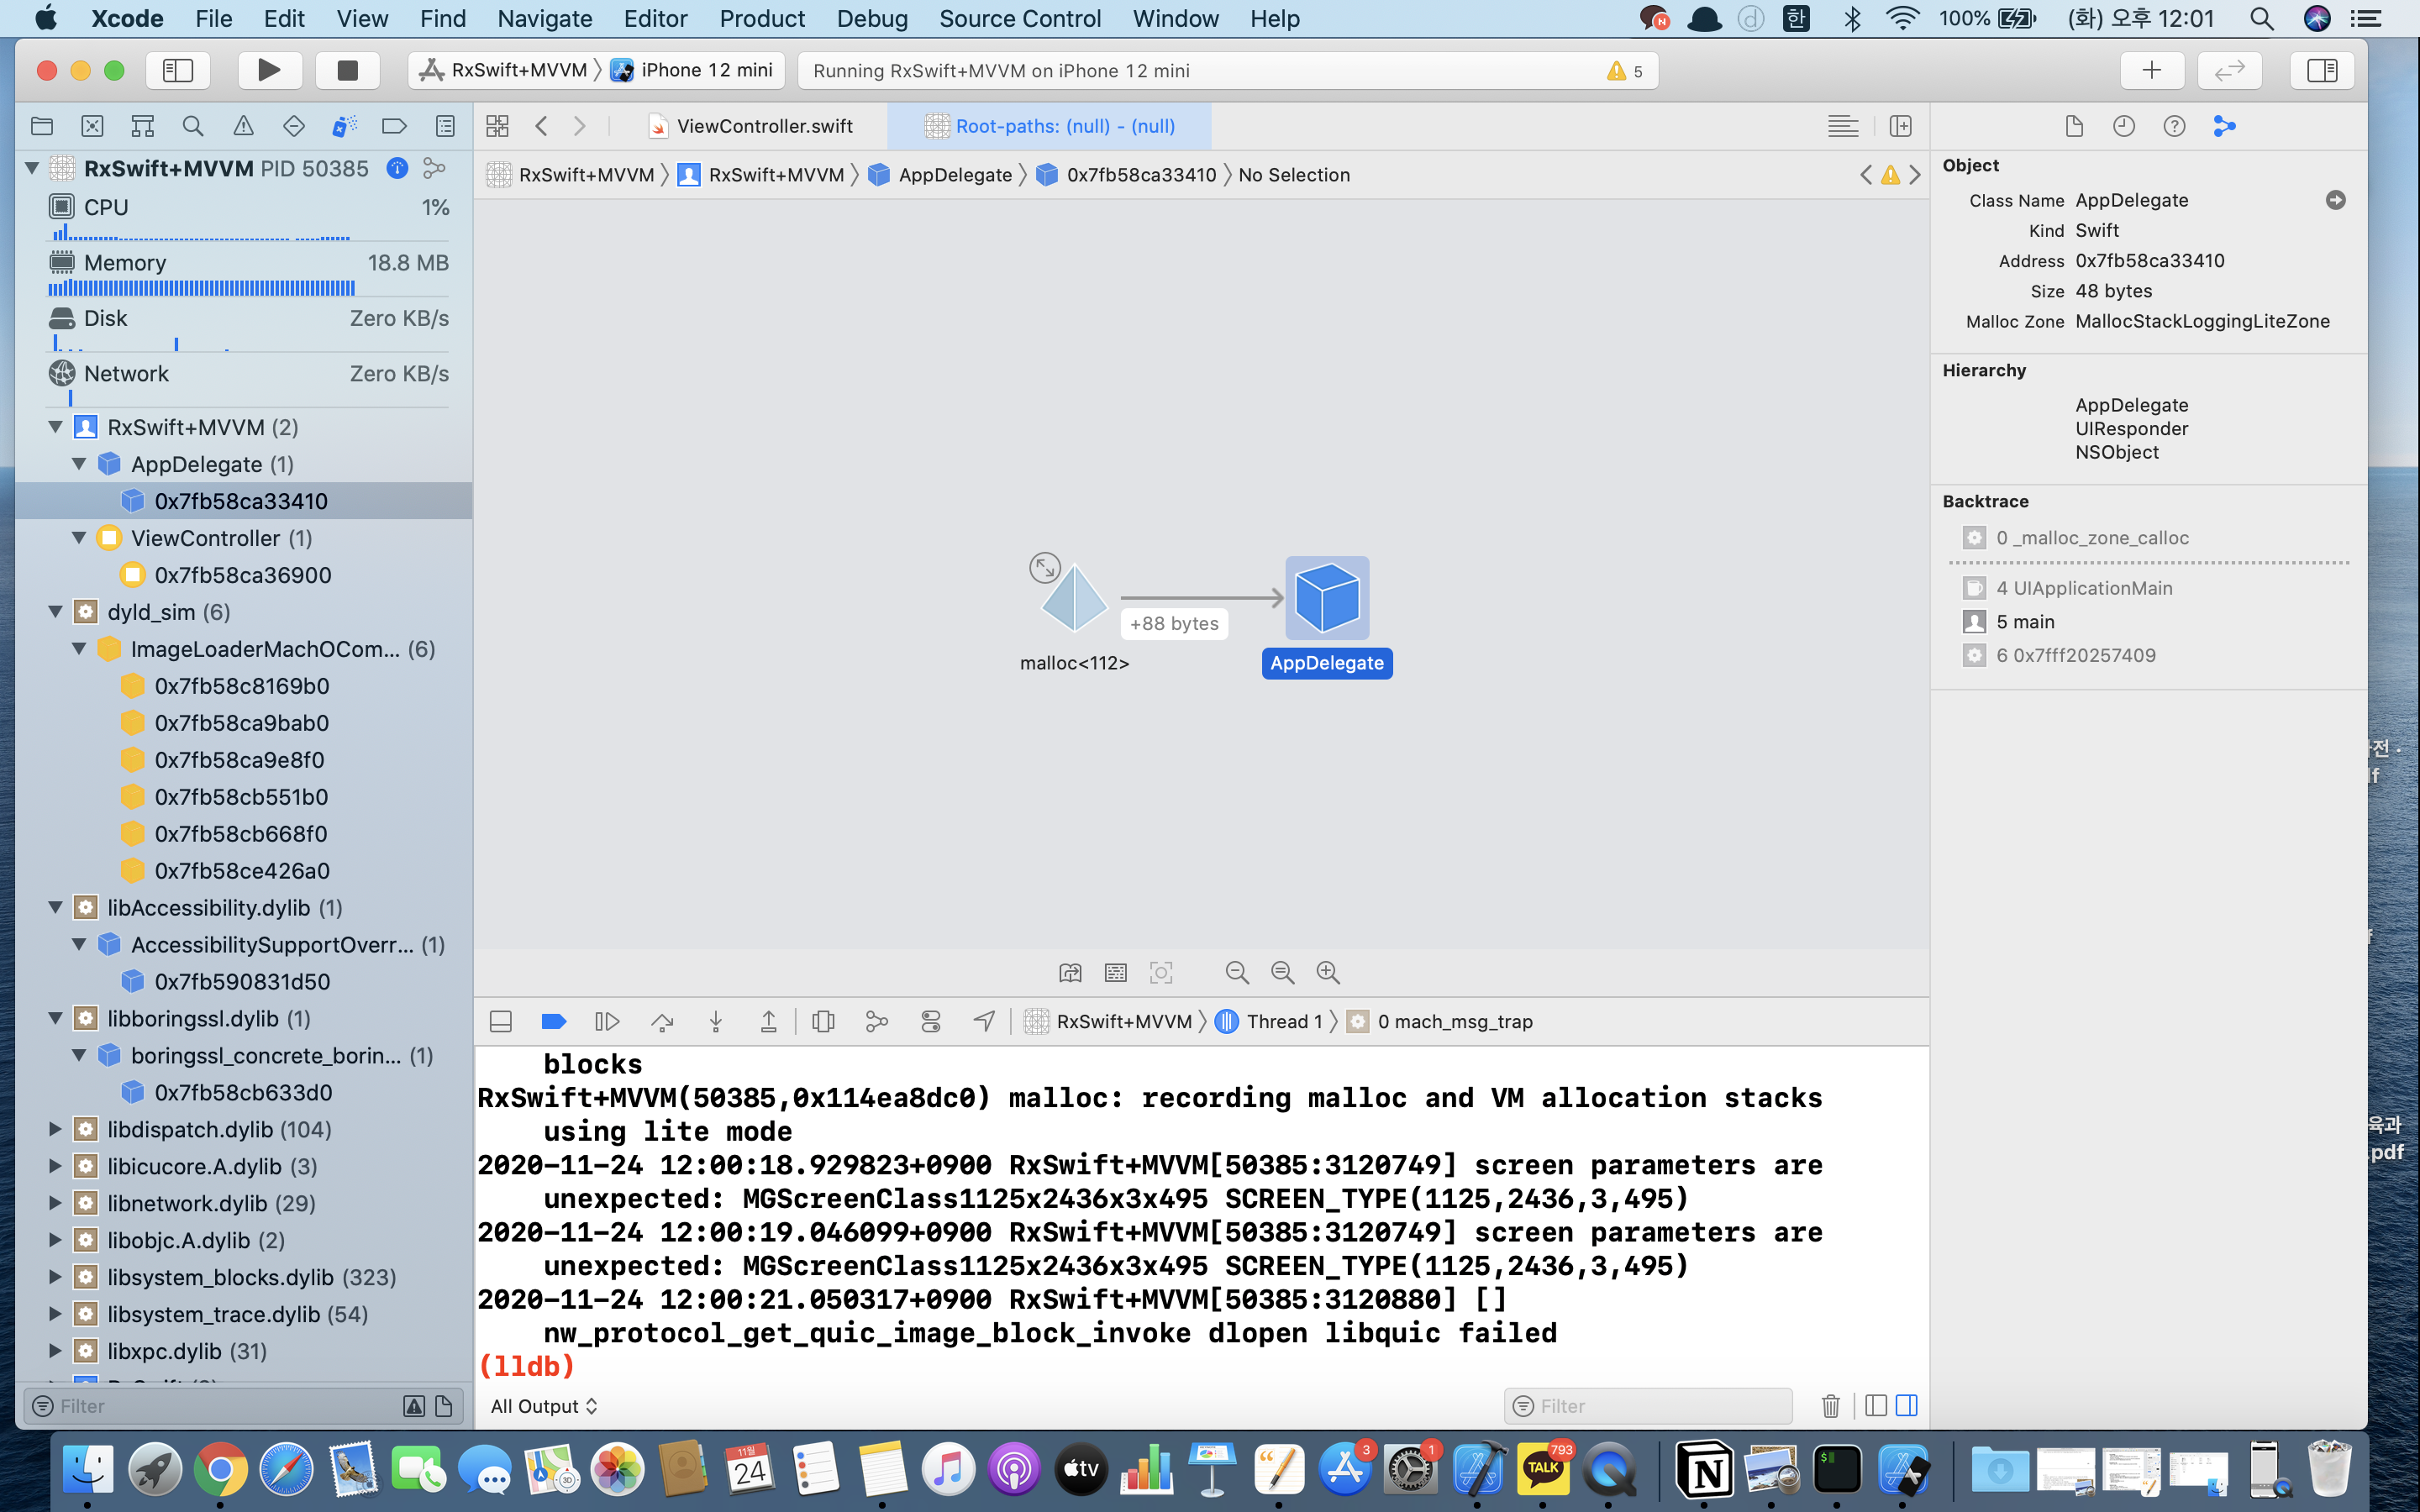 Xcode File Edit View Find Navigate Editor Product Debug Source Control Window Help
N d 한 100% (화) 오후 12:01
RxSwift+MVVM iPhone 12 mini
Running RxSwift+MVVM on iPhone 12 mini 5
ViewController.swift
Root-paths: (null) - (null)
RxSwift+MVVM PID 50385
CPU 1%
Memory 18.8 MB
Disk Zero KB/s
Network Zero KB/s
RxSwift+MVVM (2)
AppDelegate (1)
0x7fb58ca33410
ViewController (1)
0x7fb58ca36900
dyld_sim (6)
ImageLoaderMachOCom... (6)
0x7fb58c8169b0
0x7fb58ca9bab0
0x7fb58ca9e8f0
0x7fb58cb551b0
0x7fb58cb668f0
0x7fb58ce426a0
libAccessibility.dylib (1)
AccessibilitySupportOverr... (1)
0x7fb590831d50
libboringssl.dylib (1)
boringssl_concrete_borin... (1)
0x7fb58cb633d0
libdispatch.dylib (104)
libicucore.A.dylib (3)
libnetwork.dylib (29)
libobjc.A.dylib (2)
libsystem_blocks.dylib (323)
libsystem_trace.dylib (54)
libxpc.dylib (31)
Filter
RxSwift+MVVM RxSwift+MVVM AppDelegate 0x7fb58ca33410 No Selection
+88 bytes
malloc<112>
AppDelegate
RxSwift+MVVM Thread 1 0 mach_msg_trap
blocks
RxSwift+MVVM(50385,0x114ea8dc0) malloc: recording malloc and VM allocation stacks
using lite mode
2020-11-24 12:00:18.929823+0900 RxSwift+MVVM[50385:3120749] screen parameters are
unexpected: MGScreenClass1125x2436x3x495 SCREEN_TYPE(1125,2436,3,495)
2020-11-24 12:00:19.046099+0900 RxSwift+MVVM[50385:3120749] screen parameters are
unexpected: MGScreenClass1125x2436x3x495 SCREEN_TYPE(1125,2436,3,495)
2020-11-24 12:00:21.050317+0900 RxSwift+MVVM[50385:3120880] []
nw_protocol_get_quic_image_block_invoke dlopen libquic failed
(lldb)
All Output
Filter
Object
Class Name AppDelegate
Kind Swift
Address 0x7fb58ca33410
Size 48 bytes
Malloc Zone MallocStackLoggingLiteZone
Hierarchy
AppDelegate
UIResponder
NSObject
Backtrace
0 _malloc_zone_calloc
4 UIApplicationMain
5 main
6 0x7fff20257409
.pdf
11월
24
3D
tv
3
1
TALK
793
N
$